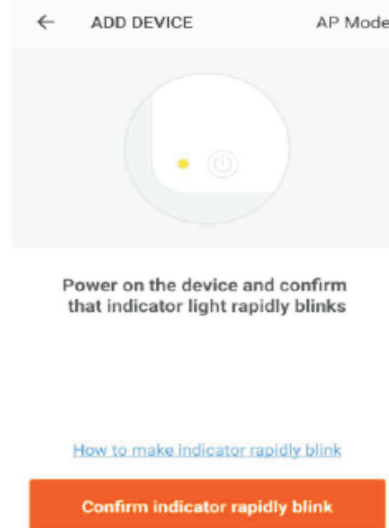 ADD DEVICE AP Mode
Power on the device and confirm
that indicator light rapidly blinks
How to make indicator rapidly blink
Confirm indicator rapidly blink